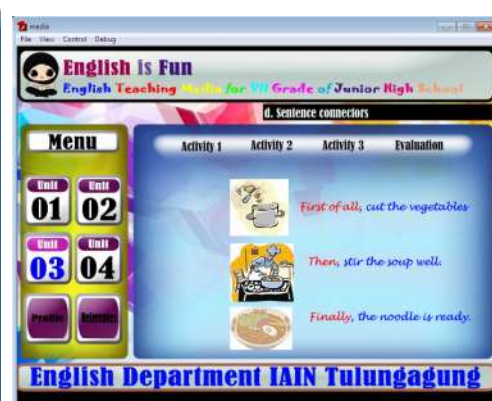 media
File View Control Debug
English is Fun
English Teaching Media for VII Grade of Junior High School
d. Sentence connectors
Menu
Activity 1 Activity 2 Activity 3 Evaluation
Unit 01 Unit 02
First of all, cut the vegetables
Unit 03 Unit 04
Then, stir the soup well.
Profile References
Finally, the noodle is ready.
English Department IAIN Tulungagung